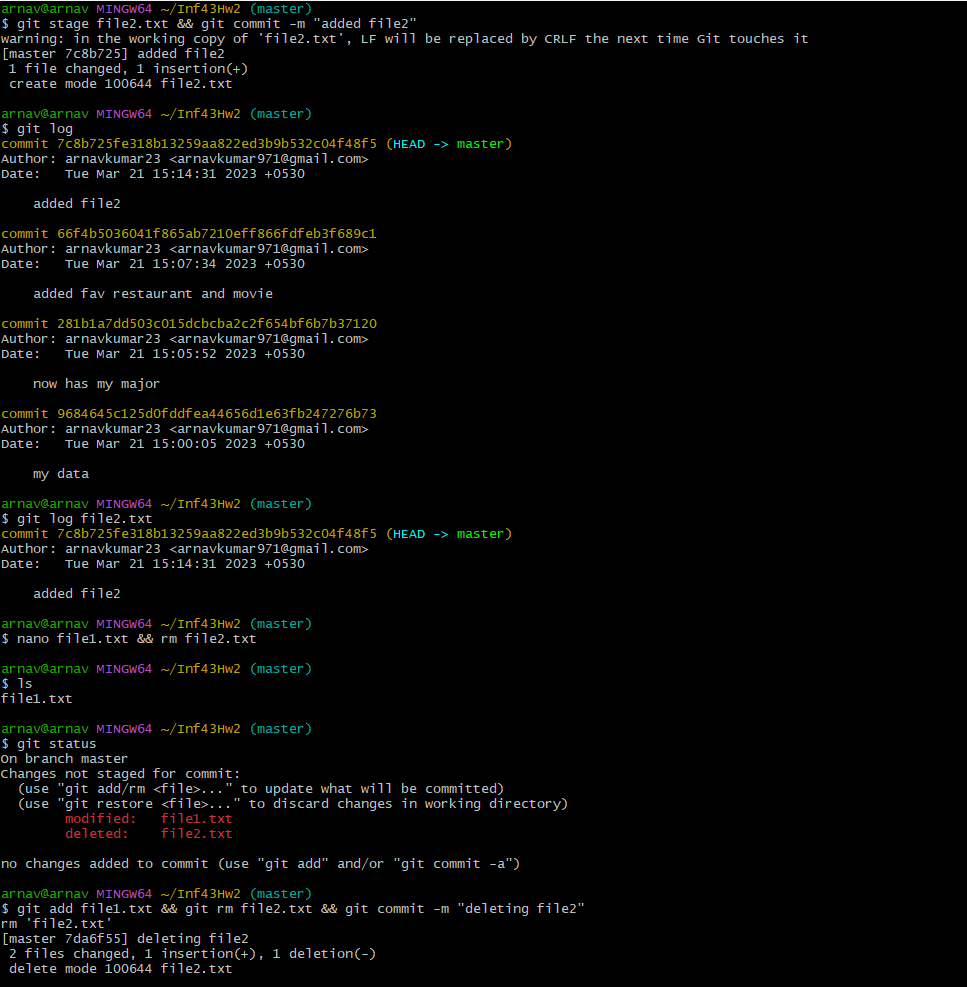 arnav@arnav MINGW64 ~/Inf43Hw2 (master)
$ git stage file2.txt && git commit -m "added file2"
warning: in the working copy of 'file2.txt', LF will be replaced by CRLF the next time Git touches it
[master 7c8b725] added file2
 1 file changed, 1 insertion(+)
 create mode 100644 file2.txt

arnav@arnav MINGW64 ~/Inf43Hw2 (master)
$ git log
commit 7c8b725fe318b13259aa822ed3b9b532c04f48f5 (HEAD -> master)
Author: arnavkumar23 <arnavkumar971@gmail.com>
Date:   Tue Mar 21 15:14:31 2023 +0530

    added file2

commit 66f4b5036041f865ab7210eff866fdfeb3f689c1
Author: arnavkumar23 <arnavkumar971@gmail.com>
Date:   Tue Mar 21 15:07:34 2023 +0530

    added fav restaurant and movie

commit 281b1a7dd503c015dcbcba2c2f654bf6b7b37120
Author: arnavkumar23 <arnavkumar971@gmail.com>
Date:   Tue Mar 21 15:05:52 2023 +0530

    now has my major

commit 9684645c125d0fddfea44656d1e63fb247276b73
Author: arnavkumar23 <arnavkumar971@gmail.com>
Date:   Tue Mar 21 15:00:05 2023 +0530

    my data

arnav@arnav MINGW64 ~/Inf43Hw2 (master)
$ git log file2.txt
commit 7c8b725fe318b13259aa822ed3b9b532c04f48f5 (HEAD -> master)
Author: arnavkumar23 <arnavkumar971@gmail.com>
Date:   Tue Mar 21 15:14:31 2023 +0530

    added file2

arnav@arnav MINGW64 ~/Inf43Hw2 (master)
$ nano file1.txt && rm file2.txt

arnav@arnav MINGW64 ~/Inf43Hw2 (master)
$ ls
file1.txt

arnav@arnav MINGW64 ~/Inf43Hw2 (master)
$ git status
On branch master
Changes not staged for commit:
  (use "git add/rm <file>..." to update what will be committed)
  (use "git restore <file>..." to discard changes in working directory)
        modified:   file1.txt
        deleted:    file2.txt

no changes added to commit (use "git add" and/or "git commit -a")

arnav@arnav MINGW64 ~/Inf43Hw2 (master)
$ git add file1.txt && git rm file2.txt && git commit -m "deleting file2"
rm 'file2.txt'
[master 7da6f55] deleting file2
 2 files changed, 1 insertion(+), 1 deletion(-)
 delete mode 100644 file2.txt